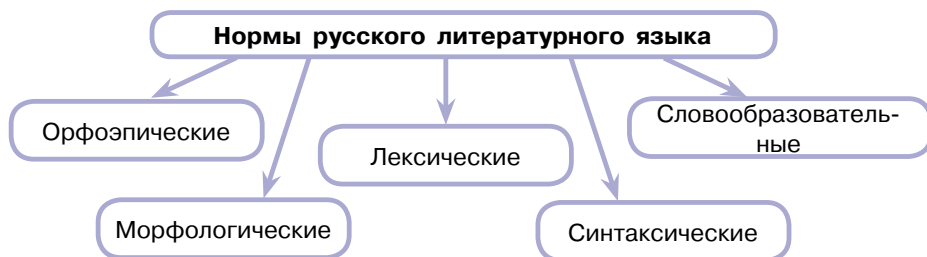 Нормы русского литературного языка
Орфоэпические
Лексические
Словообразователь-
ные
Морфологические
Синтаксические